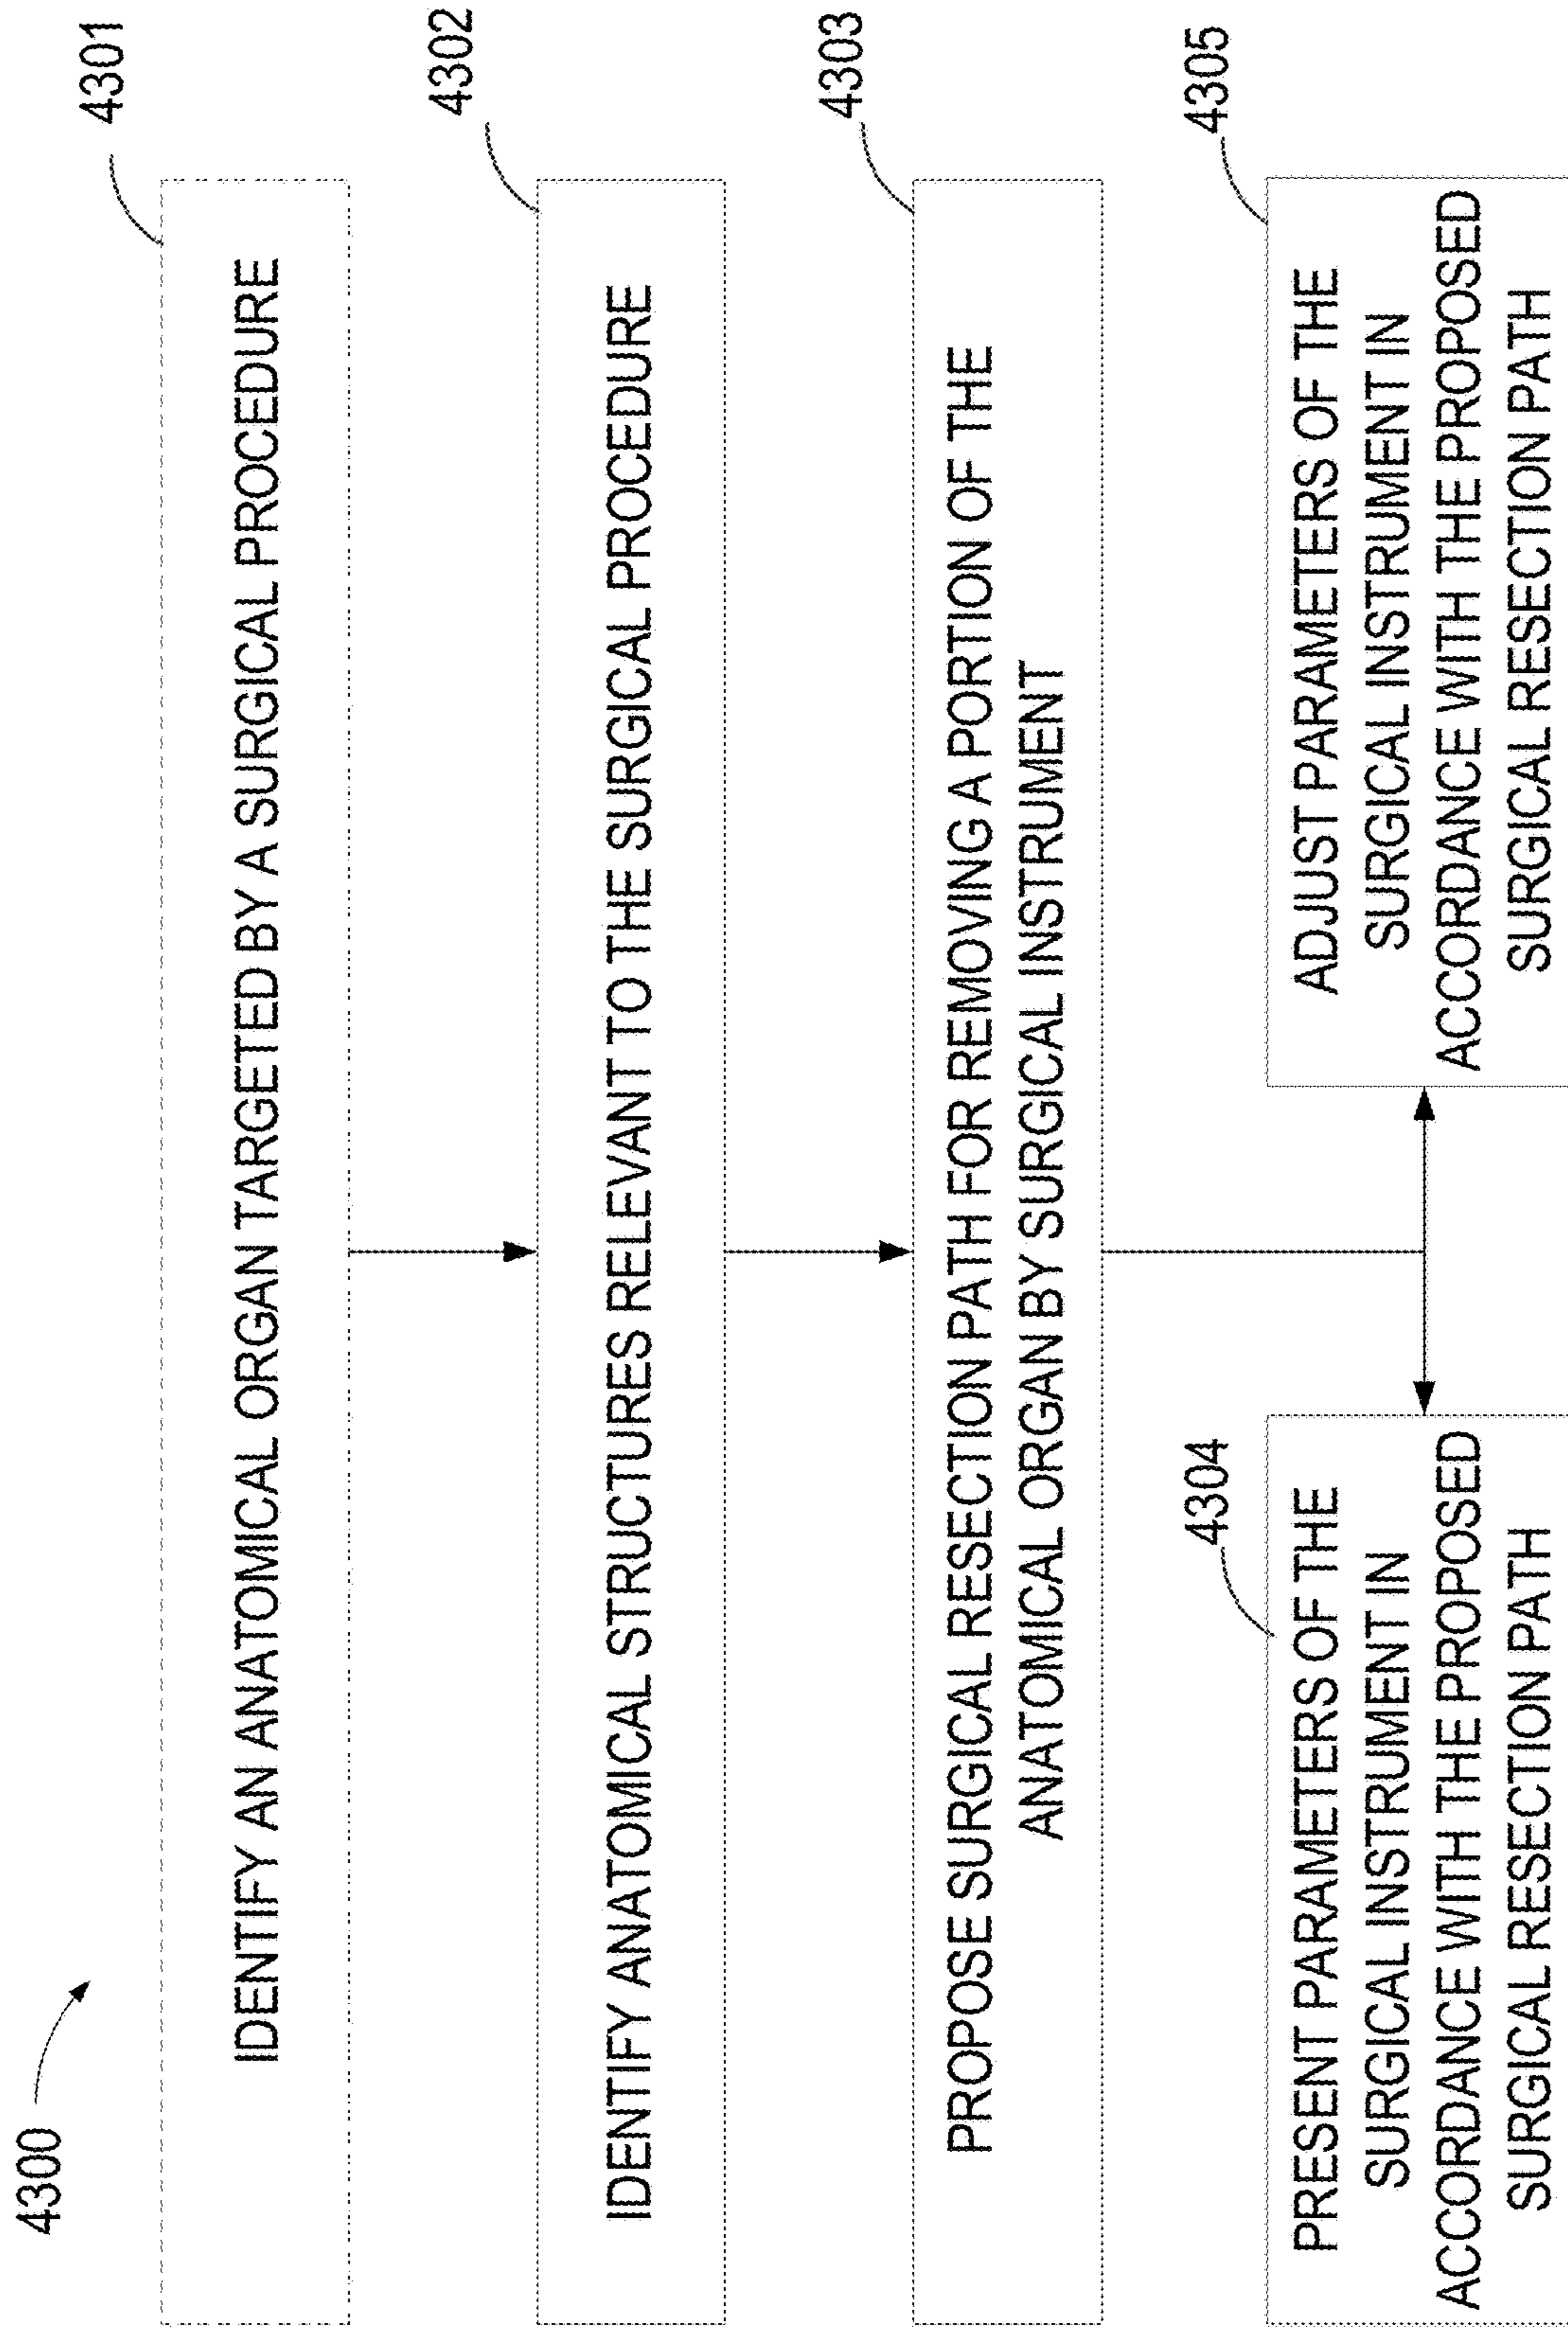 4300
4301
IDENTIFY AN ANATOMICAL ORGAN TARGETED BY A SURGICAL PROCEDURE
4302
IDENTIFY ANATOMICAL STRUCTURES RELEVANT TO THE SURGICAL PROCEDURE
4303
PROPOSE SURGICAL RESECTION PATH FOR REMOVING A PORTION OF THE
ANATOMICAL ORGAN BY SURGICAL INSTRUMENT
4304
PRESENT PARAMETERS OF THE
SURGICAL INSTRUMENT IN
ACCORDANCE WITH THE PROPOSED
SURGICAL RESECTION PATH
4305
ADJUST PARAMETERS OF THE
SURGICAL INSTRUMENT IN
ACCORDANCE WITH THE PROPOSED
SURGICAL RESECTION PATH